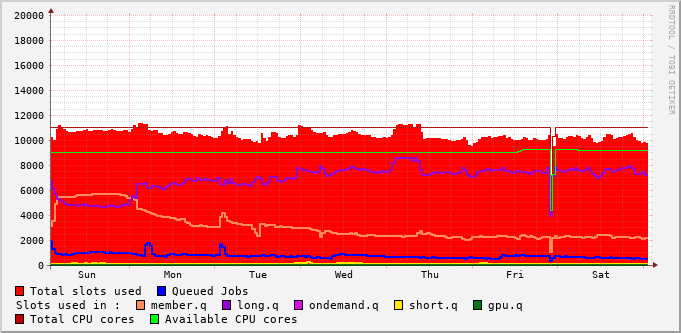 20000
18000
16000
14000
12000
10000
8000
6000
4000
2000
0
Sun Mon Tue Wed Thu Fri Sat
Total slots used Queued Jobs
Slots used in : member.q long.q ondemand.q short.q gpu.q
Total CPU cores Available CPU cores
RRDTOOL / TOBI OETIKER